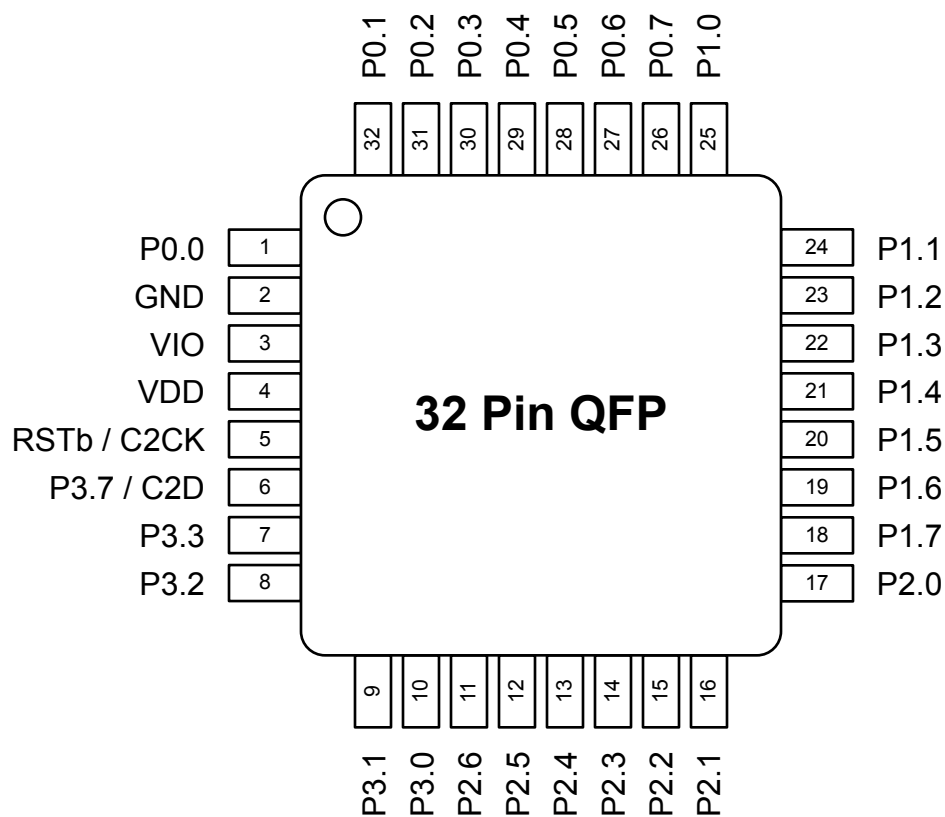 P0.1 P0.2 P0.3 P0.4 P0.5 P0.6 P0.7 P1.0
32 31 30 29 28 27 26 25
P0.0 1 24 P1.1
GND 2 23 P1.2
VIO 3 22 P1.3
VDD 4 21 P1.4
32 Pin QFP
RSTb / C2CK 5 20 P1.5
P3.7 / C2D 6 19 P1.6
P3.3 7 18 P1.7
P3.2 8 17 P2.0
9 10 11 12 13 14 15 16
P3.1 P3.0 P2.6 P2.5 P2.4 P2.3 P2.2 P2.1